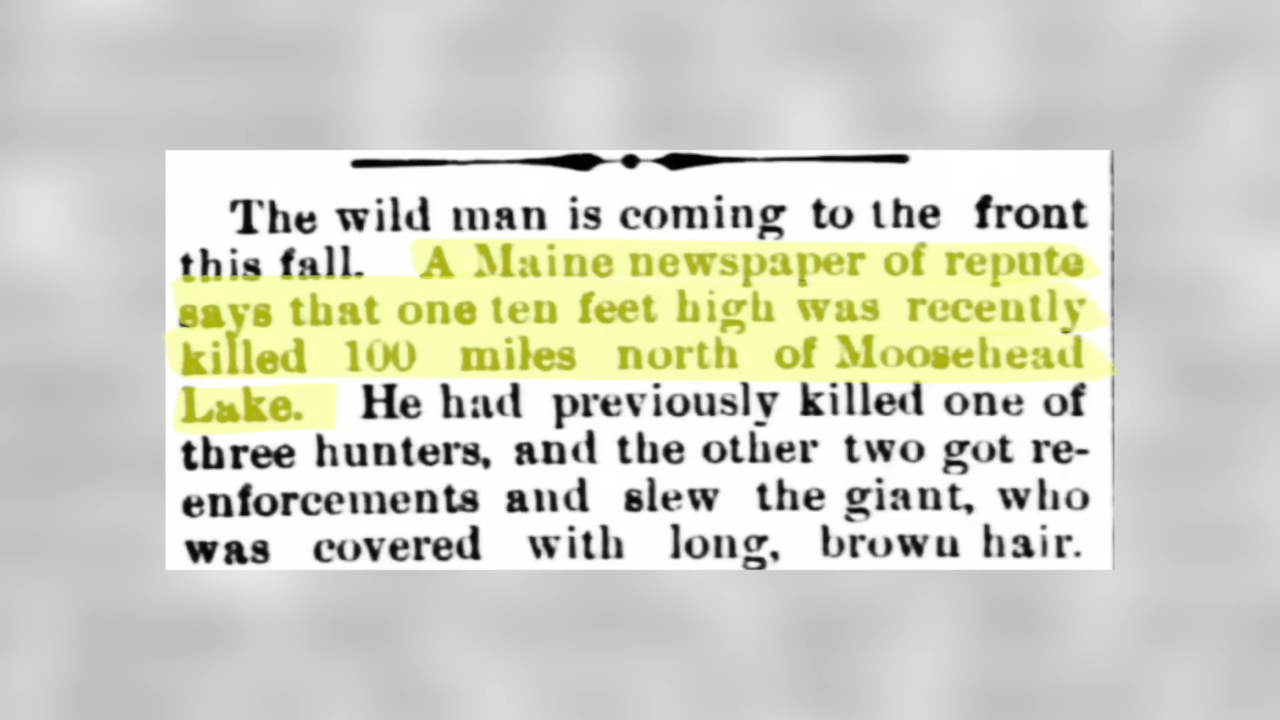 The wild man is coming to the front
this fall. A Maine newspaper of repute
says that one ten feet high was recently
killed 100 miles north of Moosehead
Lake. He had previously killed one of
three hunters, and the other two got re-
enforcements and slew the giant, who
was covered with long, brown hair.